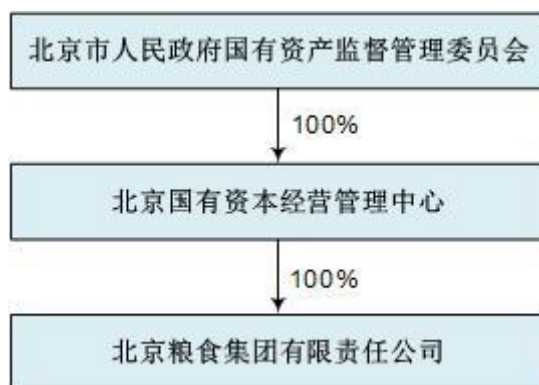 北京市人民政府国有资产监督管理委员会
100%
北京国有资本经营管理中心
100%
北京粮食集团有限责任公司